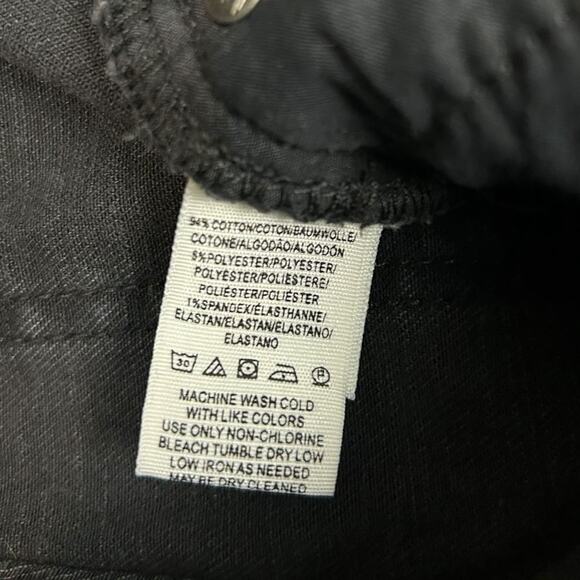 94% COTTON/COTON/BAUMWOLLE/
COTONE/ALGODÃO/ALGODÓN
5%POLYESTER/POLYESTER/
POLYESTER/POLIESTERE/
POLIÉSTER/POLIÉSTER
1%SPANDEX/ÉLASTHANNE/
ELASTAN/ELASTAN/ELASTANO/
ELASTANO
30 P
MACHINE WASH COLD
WITH LIKE COLORS
USE ONLY NON-CHLORINE
BLEACH TUMBLE DRY LOW
LOW IRON AS NEEDED
MAY BE DRY CLEANED